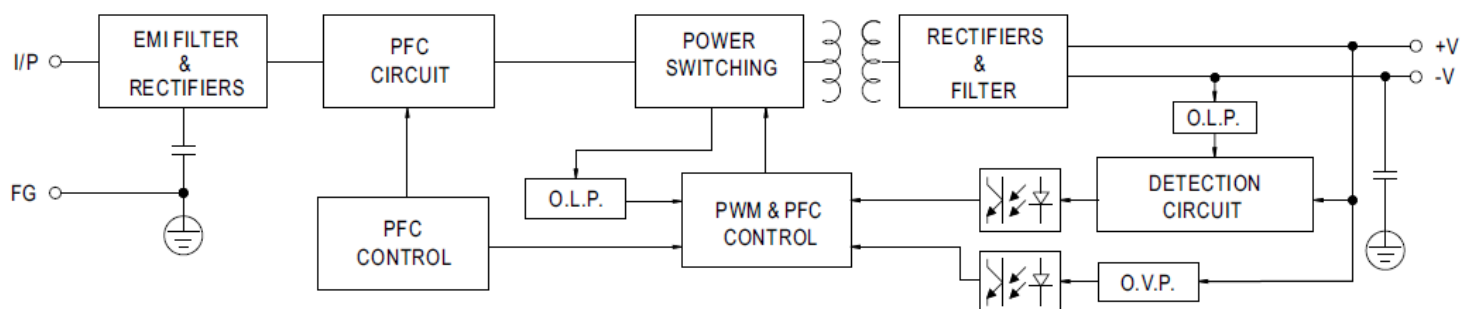 I/P
EMI FILTER
&
RECTIFIERS
PFC
CIRCUIT
POWER
SWITCHING
RECTIFIERS
&
FILTER
+V
-V
O.L.P.
FG
O.L.P.
PFC
CONTROL
PWM & PFC
CONTROL
DETECTION
CIRCUIT
O.V.P.